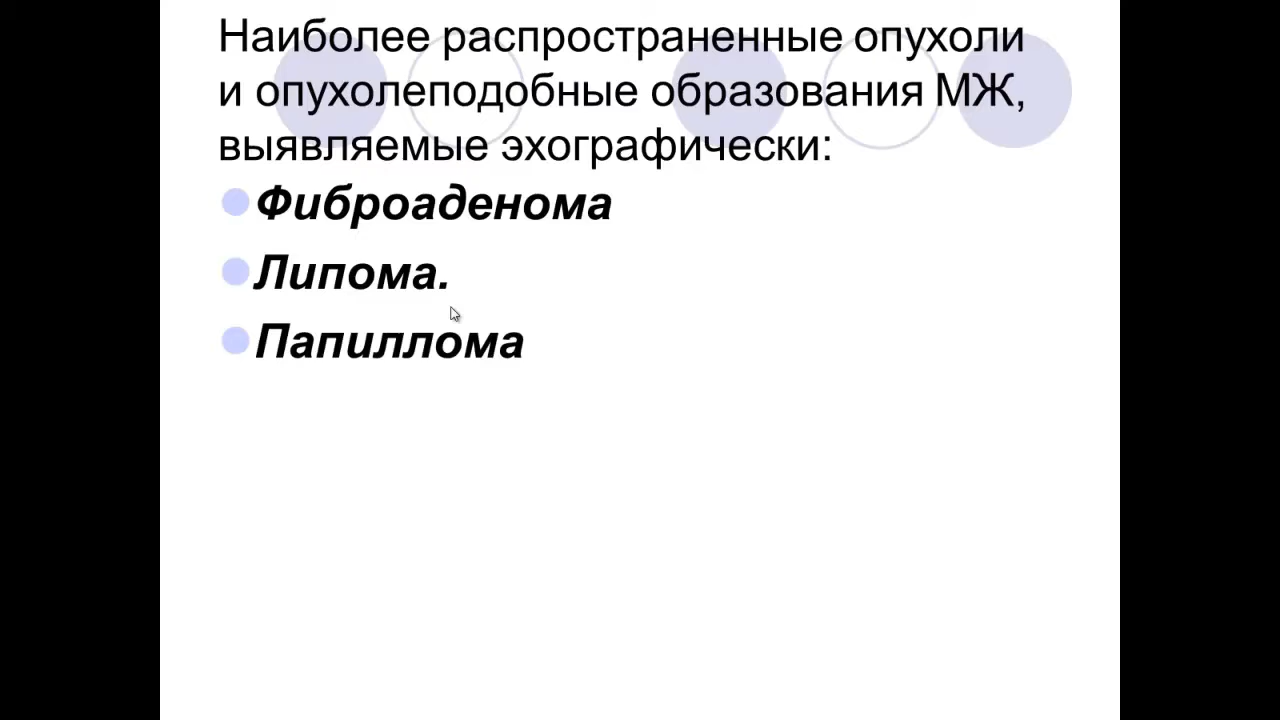 Наиболее распространенные опухоли
и опухолеподобные образования МЖ,
выявляемые эхографически:
Фиброаденома
Липома.
Папиллома